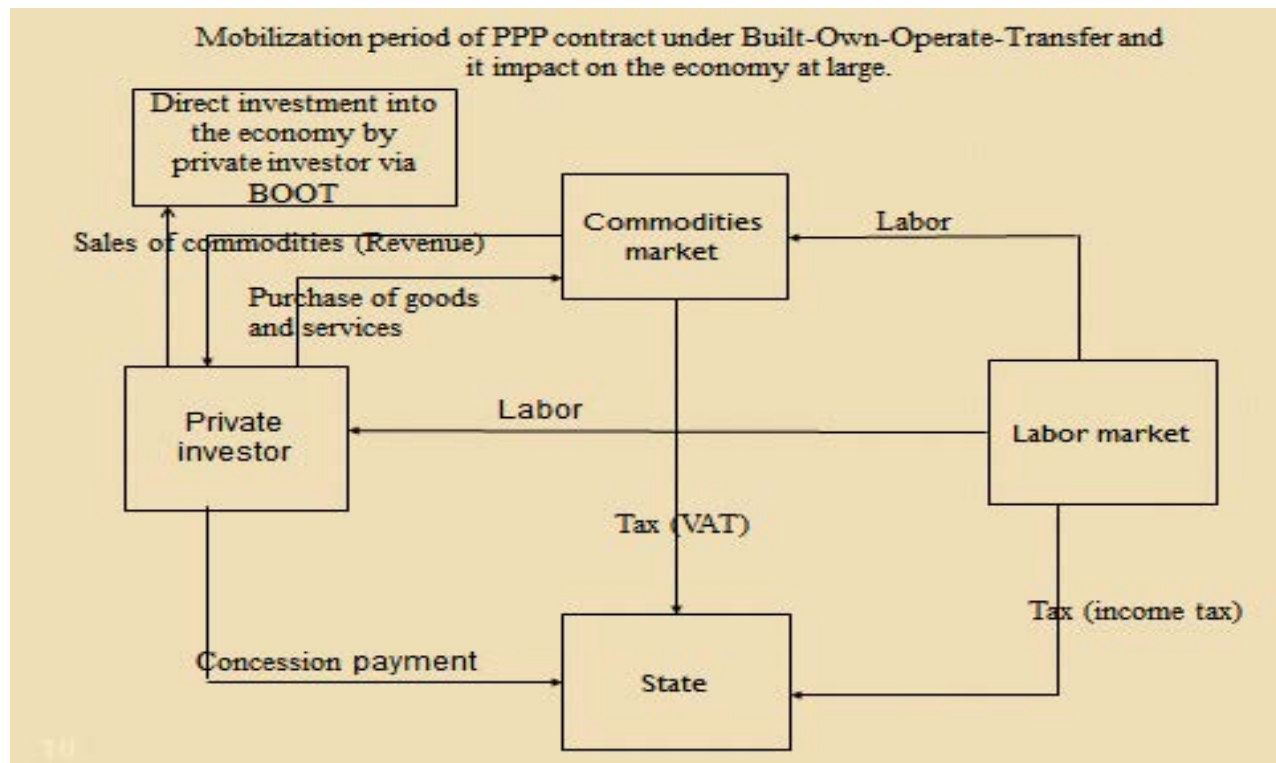 Mobilization period of PPP contract under Built-Own-Operate-Transfer and
it impact on the economy at large.
Direct investment into
the economy by
private investor via
BOOT
Commodities
market
Labor
Sales of commodities (Revenue)
Purchase of goods
and services
Private
investor
Labor
Labor market
Tax (VAT)
Tax (income tax)
Concession payment
State